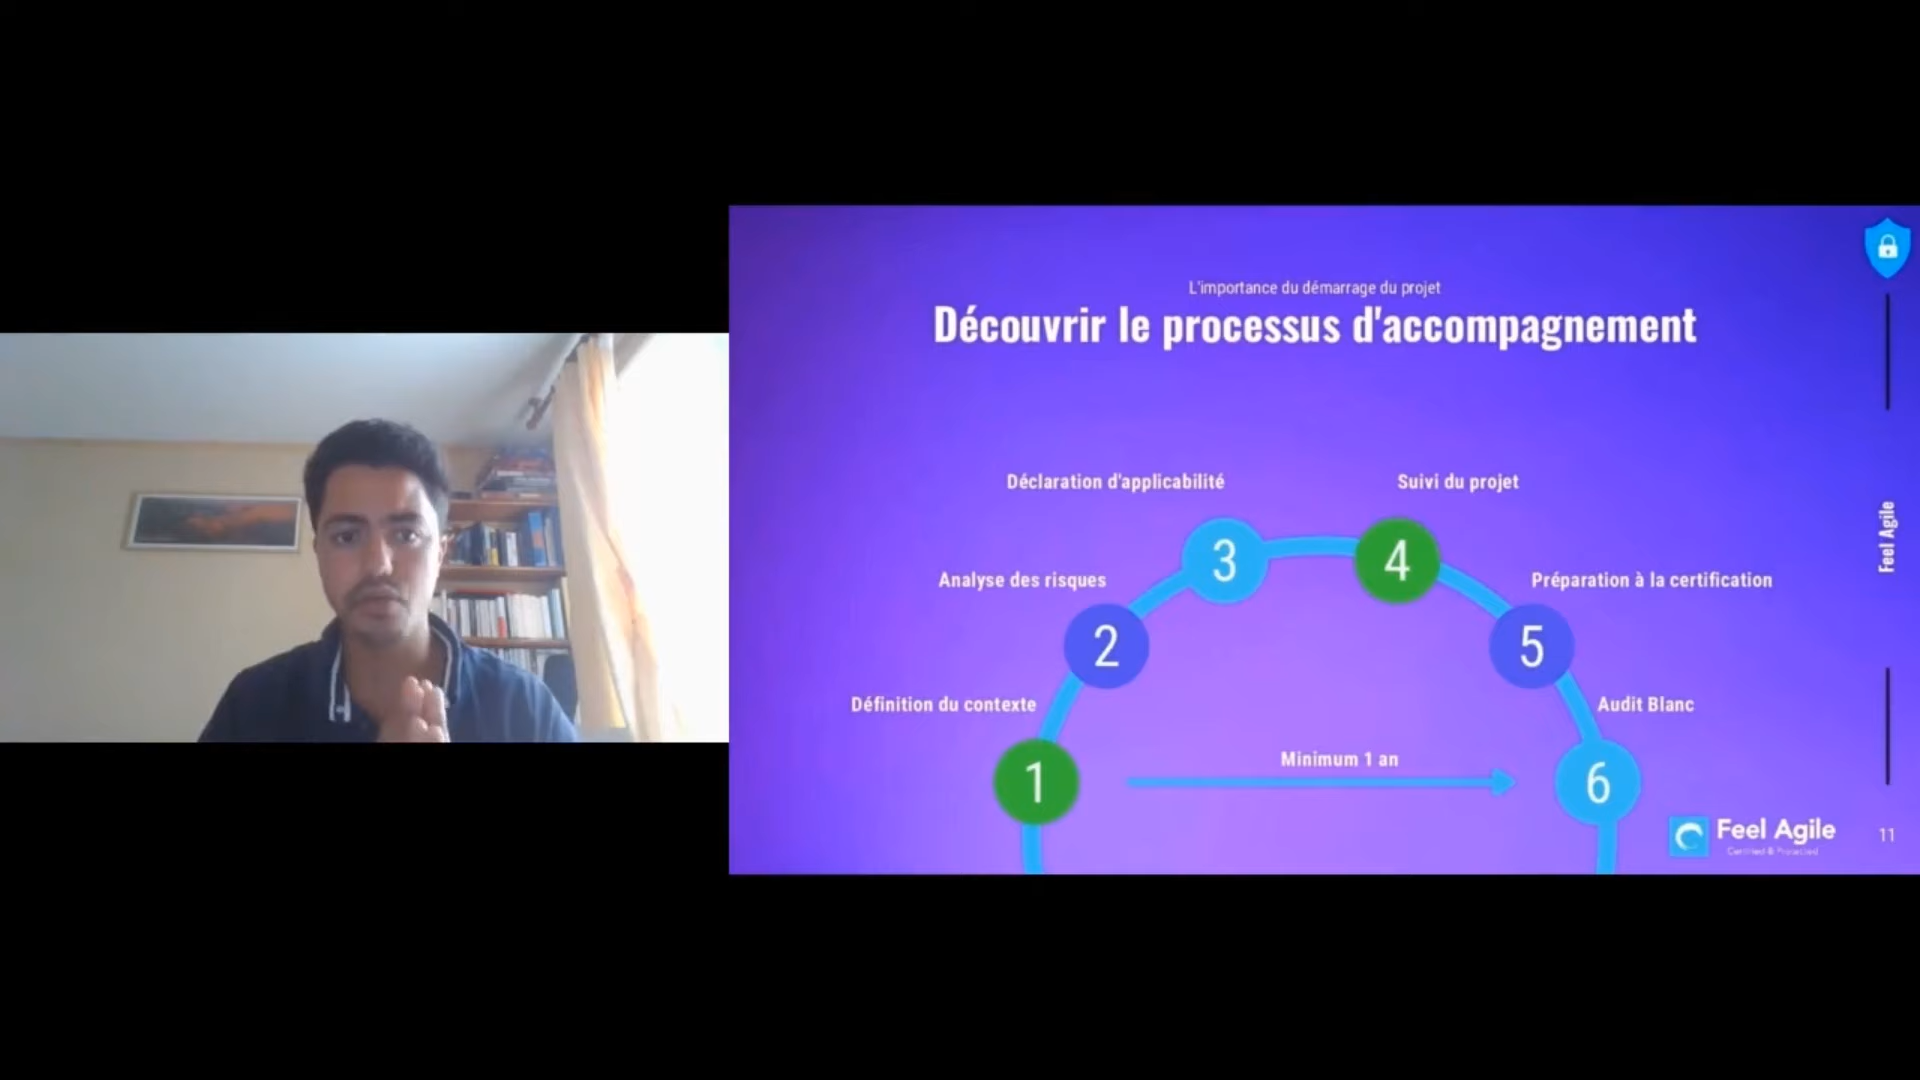 L'importance du démarrage du projet
Découvrir le processus d'accompagnement
Déclaration d'applicabilité
Suivi du projet
3
4
Analyse des risques
Préparation à la certification
2
5
Définition du contexte
Audit Blanc
Minimum 1 an
1
6
Feel Agile
Feel Agile
Certified & Protected
11